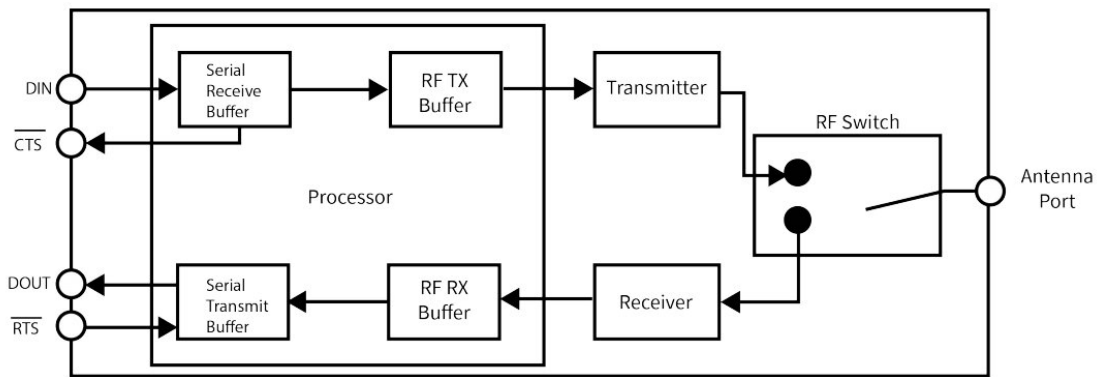 DIN
Serial
Receive
Buffer
RF TX
Buffer
Transmitter
RF Switch
CTS
Processor
Antenna
Port
DOUT
Serial
Transmit
Buffer
RF RX
Buffer
Receiver
RTS